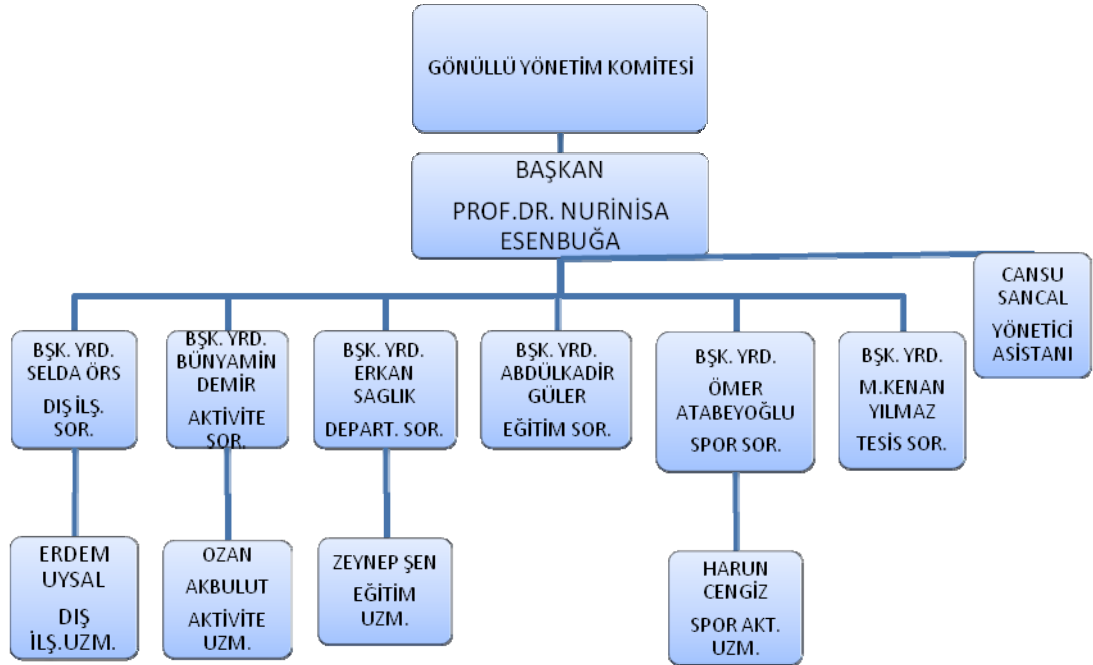 GÖNÜLLÜ YÖNETİM KOMİTESİ
BAŞKAN
PROF.DR. NURİNİSA
ESENBUĞA
CANSU
SANCAL
YÖNETİCİ
ASİSTANI
BŞK. YRD.
SELDA ÖRS
DIŞ İLŞ.
SOR.
BŞK. YRD.
BÜNYAMİN
DEMİR
AKTİVİTE
SOR.
BŞK. YRD.
ERKAN
SAGLIK
DEPART. SOR.
BŞK. YRD.
ABDÜLKADİR
GÜLER
EĞİTİM SOR.
BŞK. YRD.
ÖMER
ATABEYOĞLU
SPOR SOR.
BŞK. YRD.
M.KENAN
YILMAZ
TESİS SOR.
ERDEM
UYSAL
DIŞ
İLŞ.UZM.
OZAN
AKBULUT
AKTİVİTE
UZM.
ZEYNEP ŞEN
EĞİTİM
UZM.
HARUN
CENGİZ
SPOR AKT.
UZM.